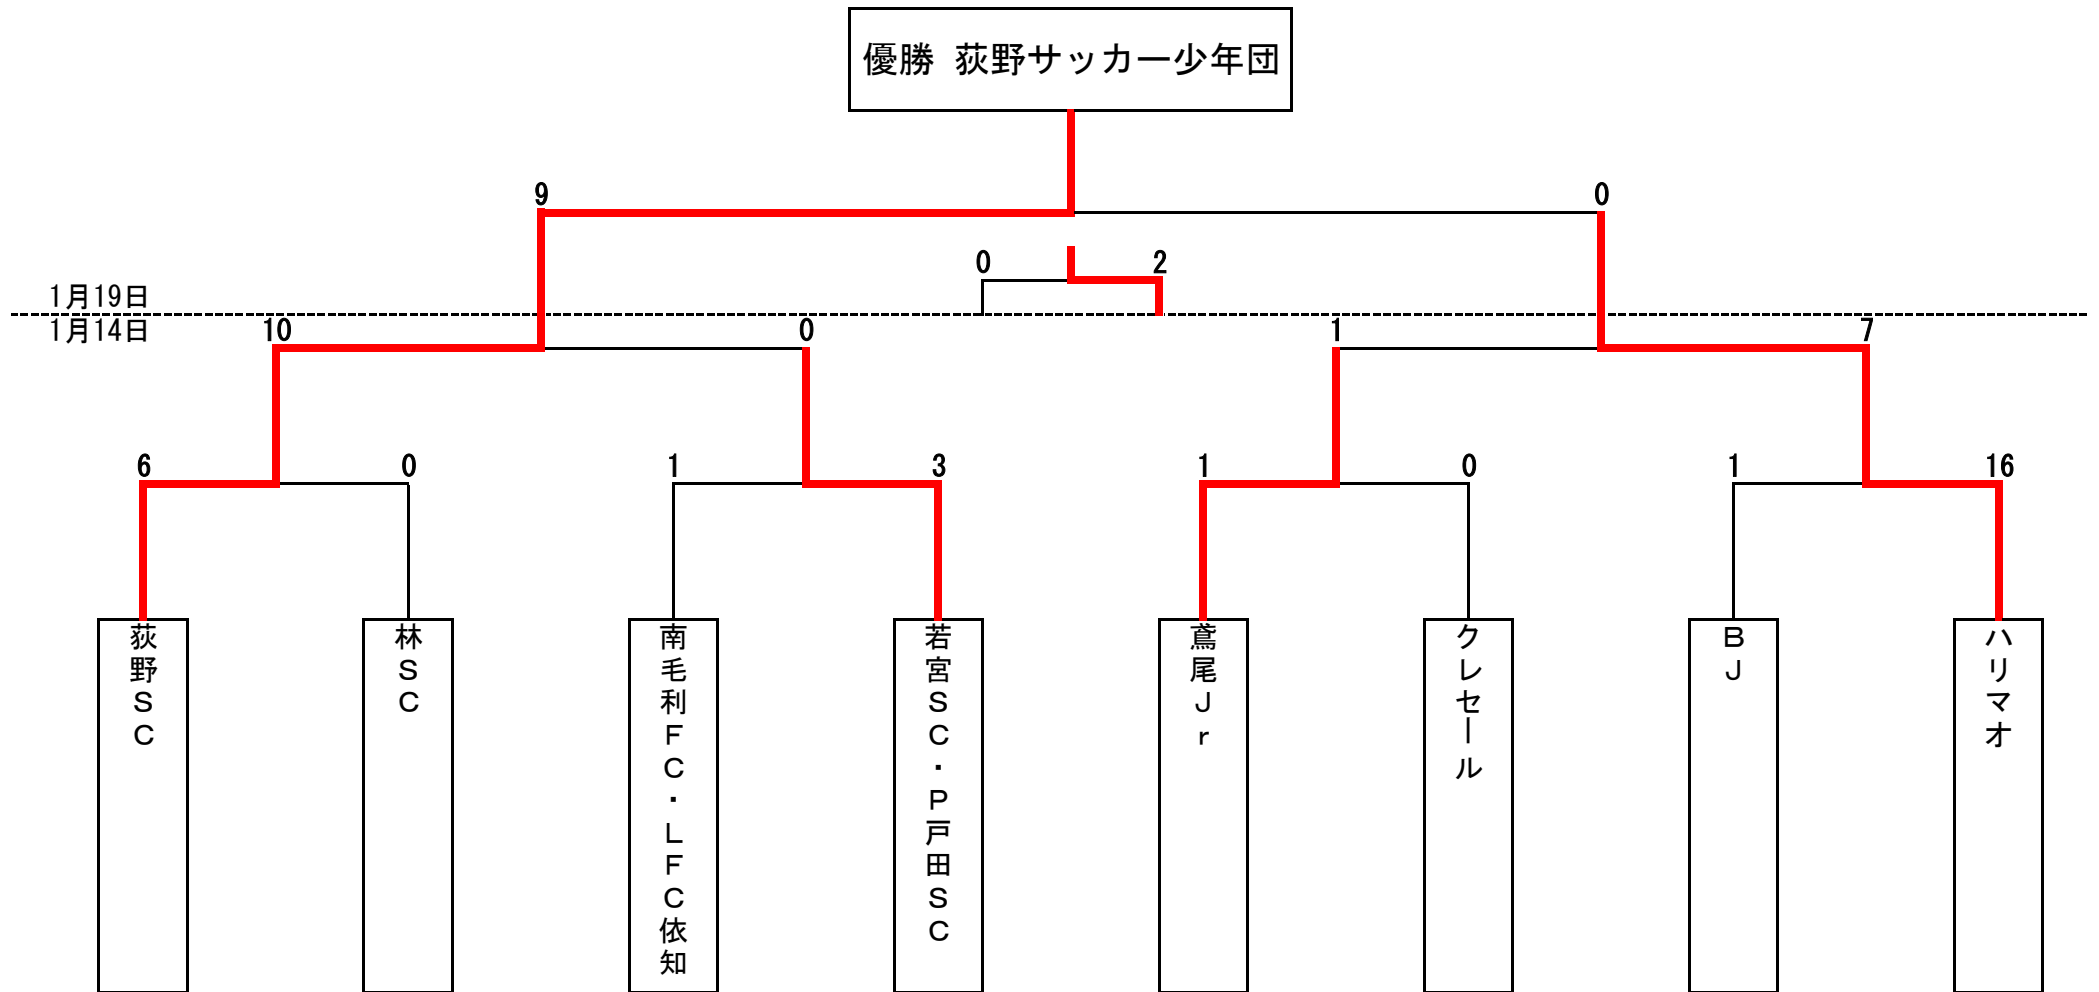 優勝 荻野サッカー少年団
9
0
0
2
1月19日
1月14日
10
0
1
7
6
0
1
3
1
0
1
16
荻野SC
林SC
南毛利FC・LFC依知
若宮SC・P戸田SC
鳶尾Jr
クレセール
BJ
ハリマオ